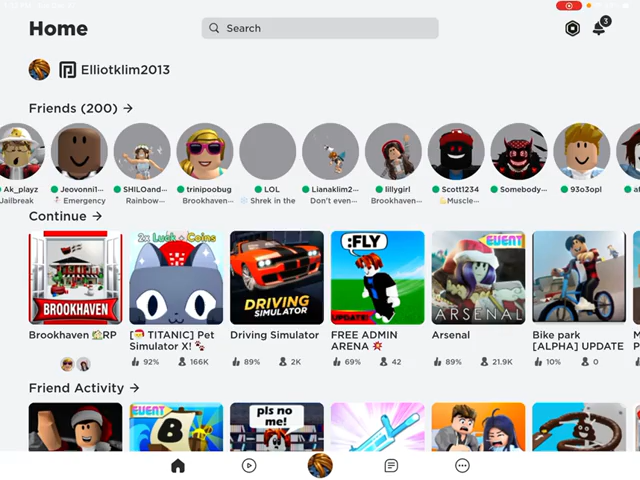 Home
Search
3
Elliotklim2013
Friends (200) →
Ak_playz
Jeovonni1···
SHILOand···
trinipoobug
LOL
Lianaklim2···
lillygirl
Scott1234
Somebody···
93o3opl
Jailbreak
Emergency
Rainbow···
Brookhaven···
Shrek in the
Don't even···
Brookhaven···
Muscle···
Continue →
BROOKHAVEN
2x Luck + Coins
DRIVING
SIMULATOR
:FLY
UPDATE!
EVENT
ARSENAL
Brookhaven RP
[TITANIC] Pet
Simulator X!
Driving Simulator
FREE ADMIN
ARENA
Arsenal
Bike park
[ALPHA] UPDATE
92% 166K
89% 2K
69% 42
89% 21.9K
10% 0
Friend Activity →
EVENT
B
pls no
me!
EVENT